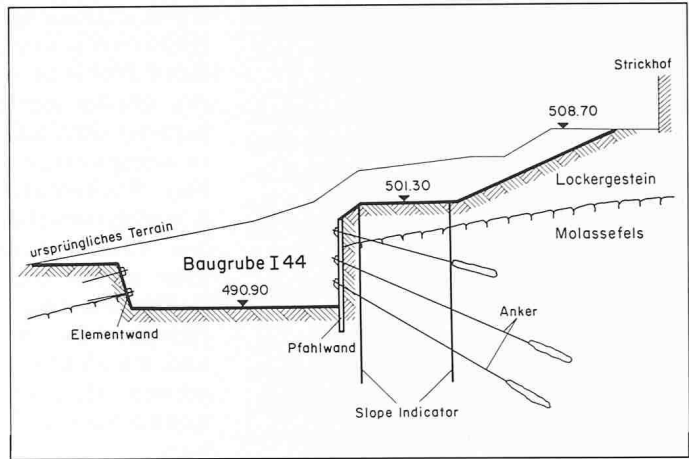 Strickhof
508.70
501.30
Lockergestein
Molassefels
ursprüngliches Terrain
Baugrube I 44
490.90
Elementwand
Pfahlwand
Anker
Slope Indicator